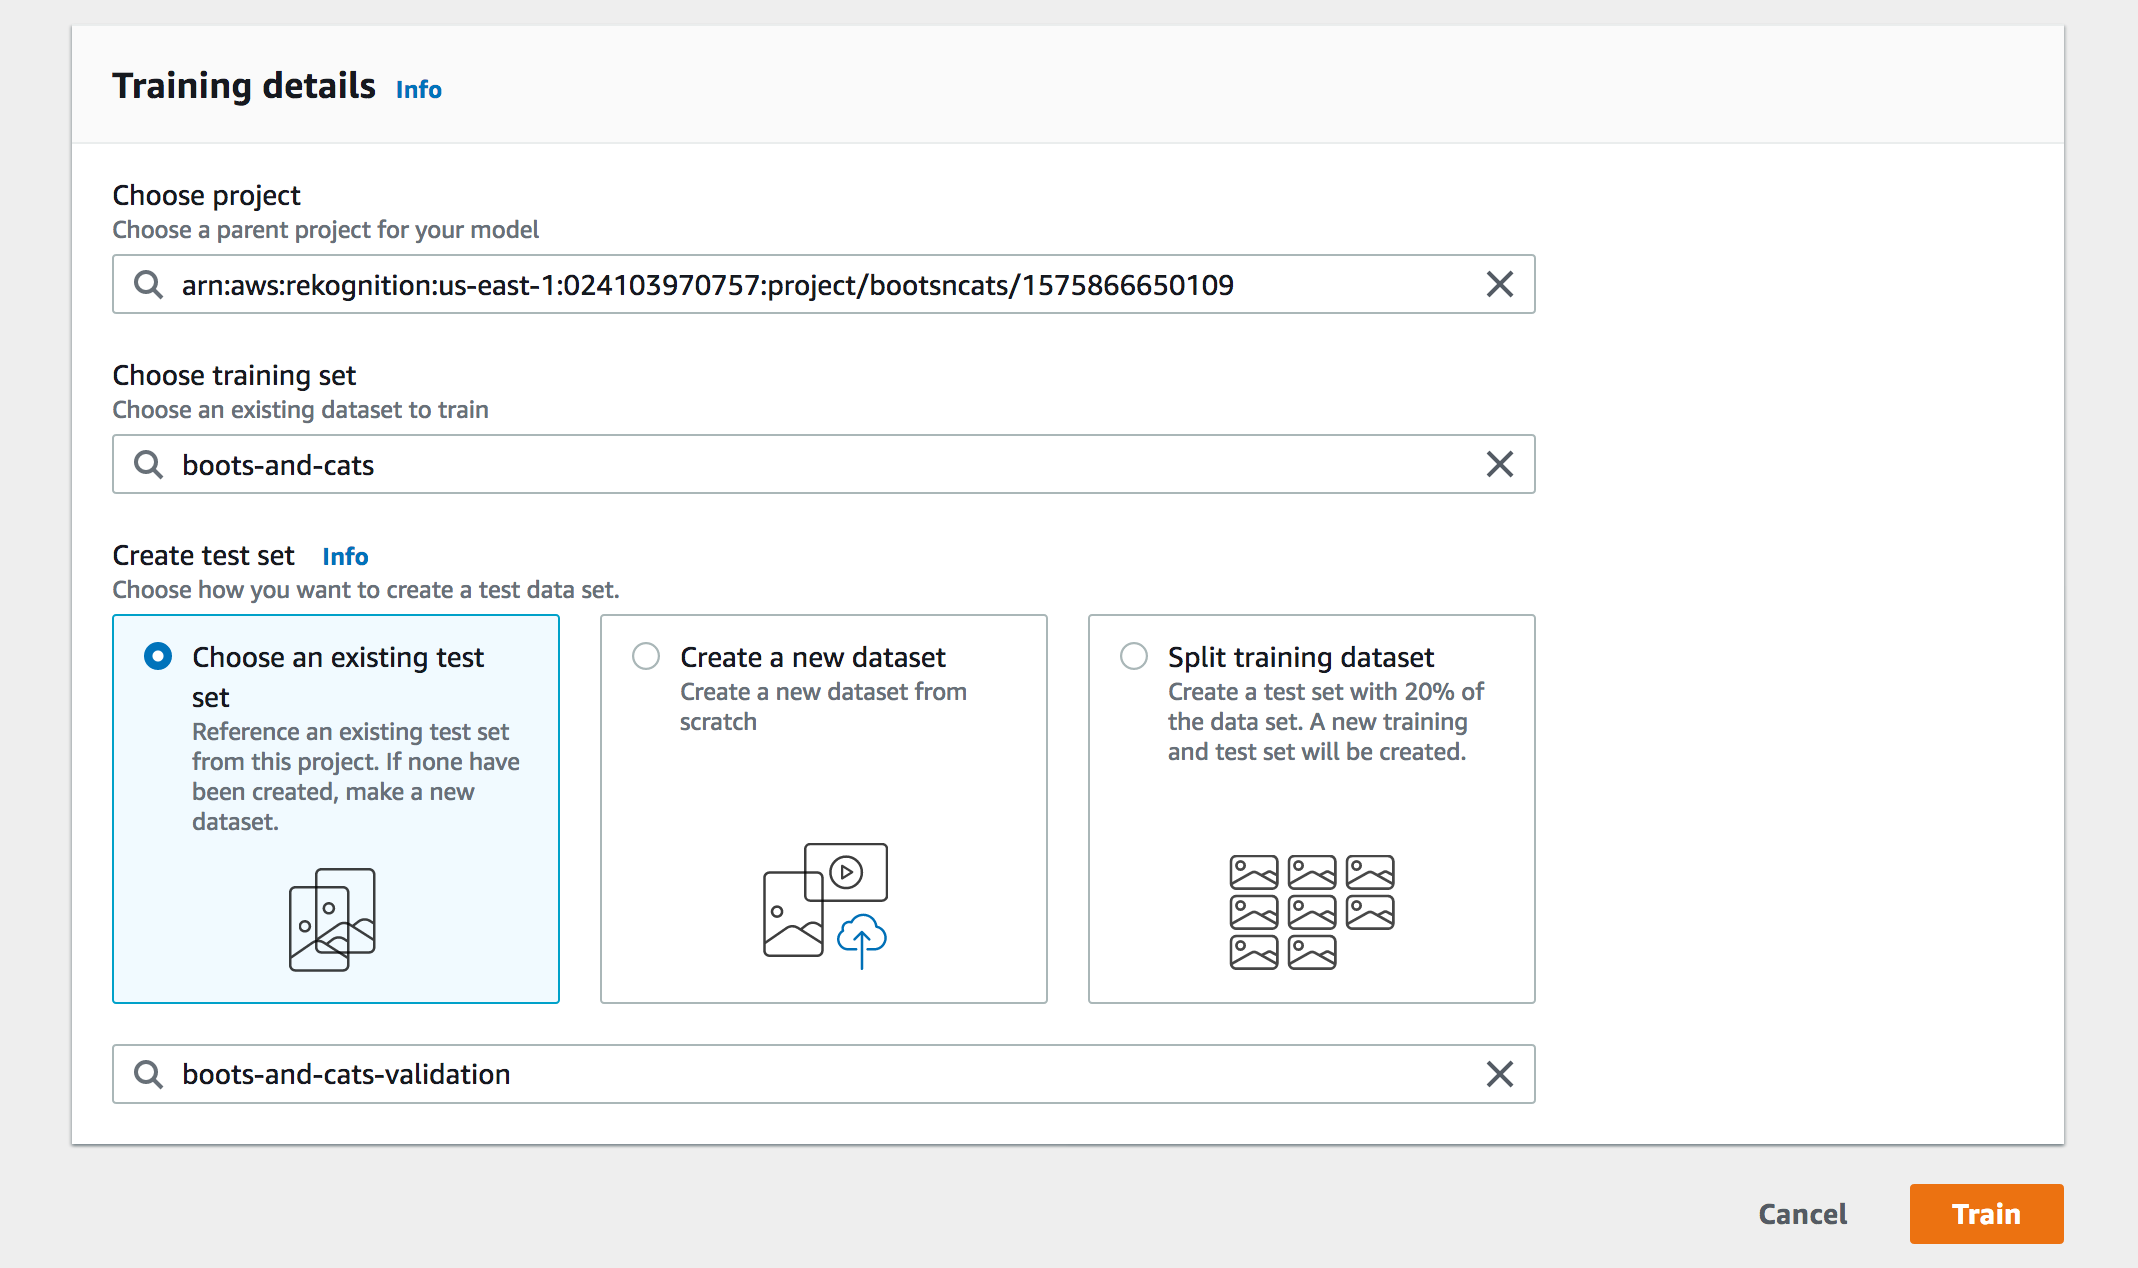 Training details Info
Choose project
Choose a parent project for your model
arn:aws:rekognition:us-east-1:024103970757:project/bootsncats/1575866650109
Choose training set
Choose an existing dataset to train
boots-and-cats
Create test set Info
Choose how you want to create a test data set.
Choose an existing test
set
Reference an existing test set
from this project. If none have
been created, make a new
dataset.
Create a new dataset
Create a new dataset from
scratch
Split training dataset
Create a test set with 20% of
the data set. A new training
and test set will be created.
boots-and-cats-validation
Cancel
Train